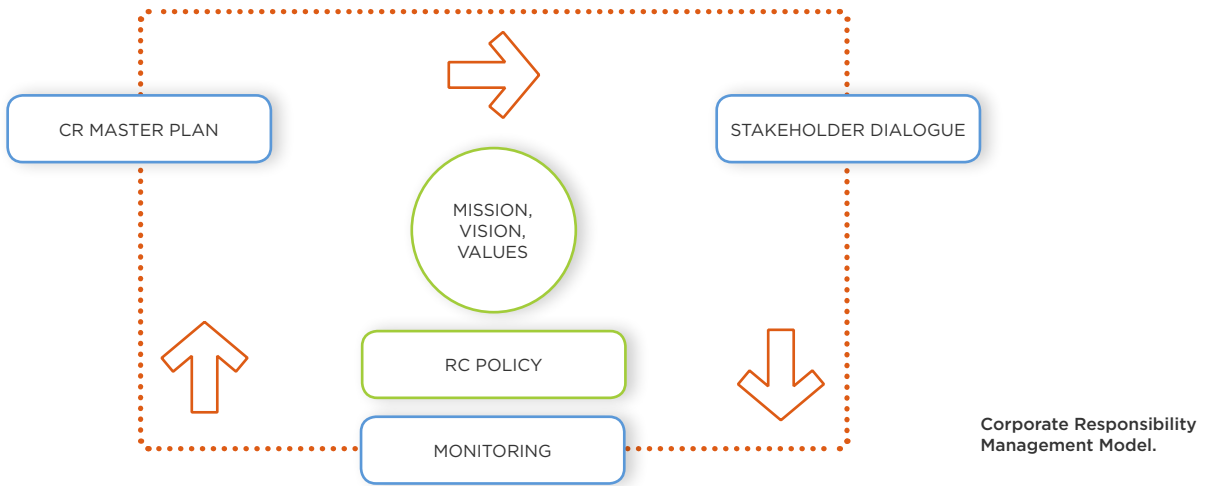 CR MASTER PLAN
STAKEHOLDER DIALOGUE
MISSION,
VISION,
VALUES
RC POLICY
MONITORING
Corporate Responsibility
Management Model.